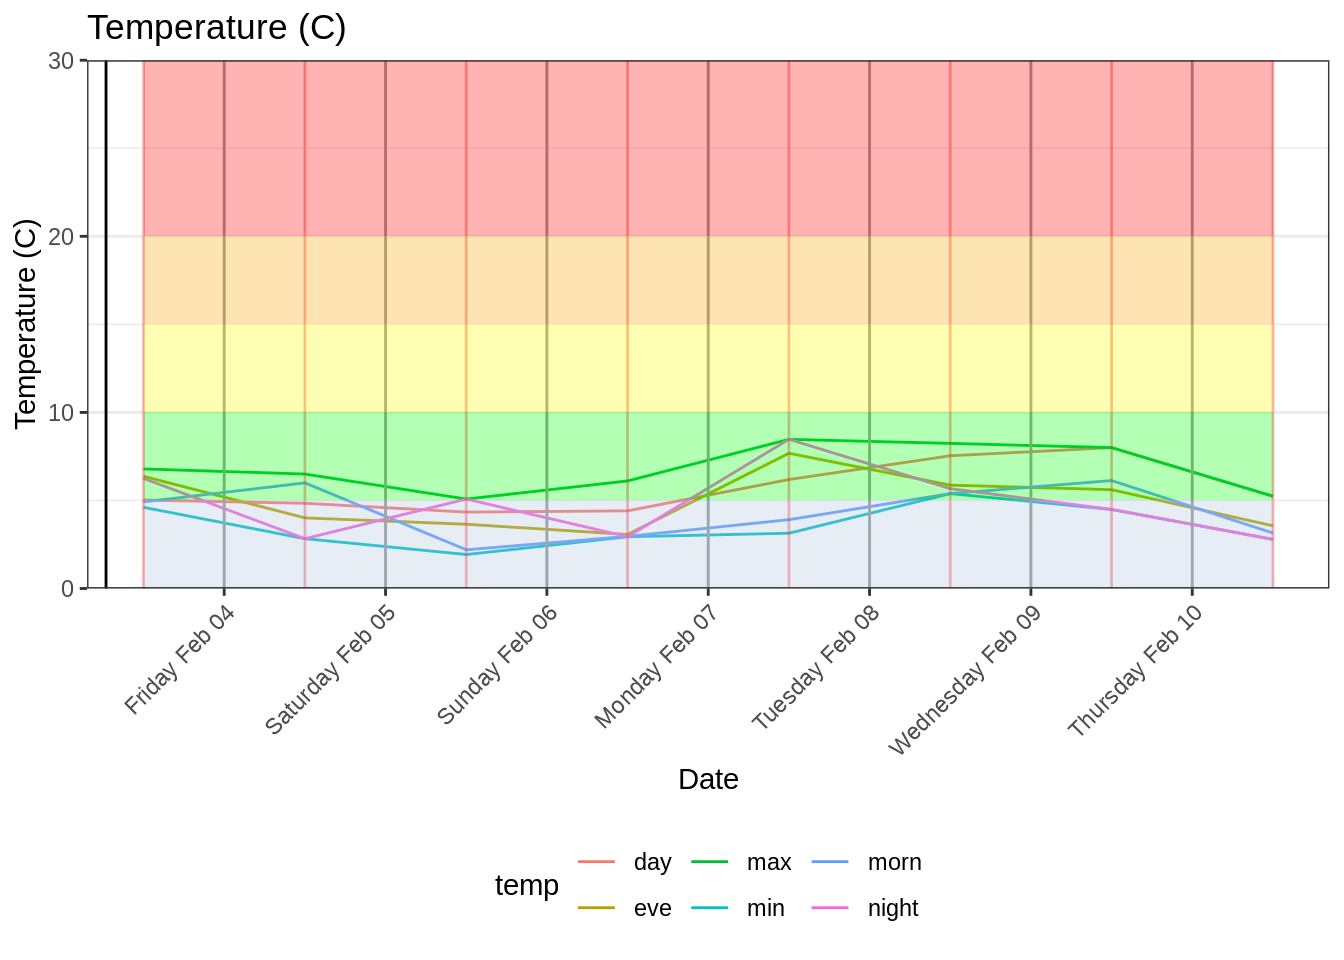 Temperature (C)
Temperature (C)
30
20
10
0
Friday Feb 04
Saturday Feb 05
Sunday Feb 06
Monday Feb 07
Tuesday Feb 08
Wednesday Feb 09
Thursday Feb 10
Date
temp
day
max
morn
eve
min
night